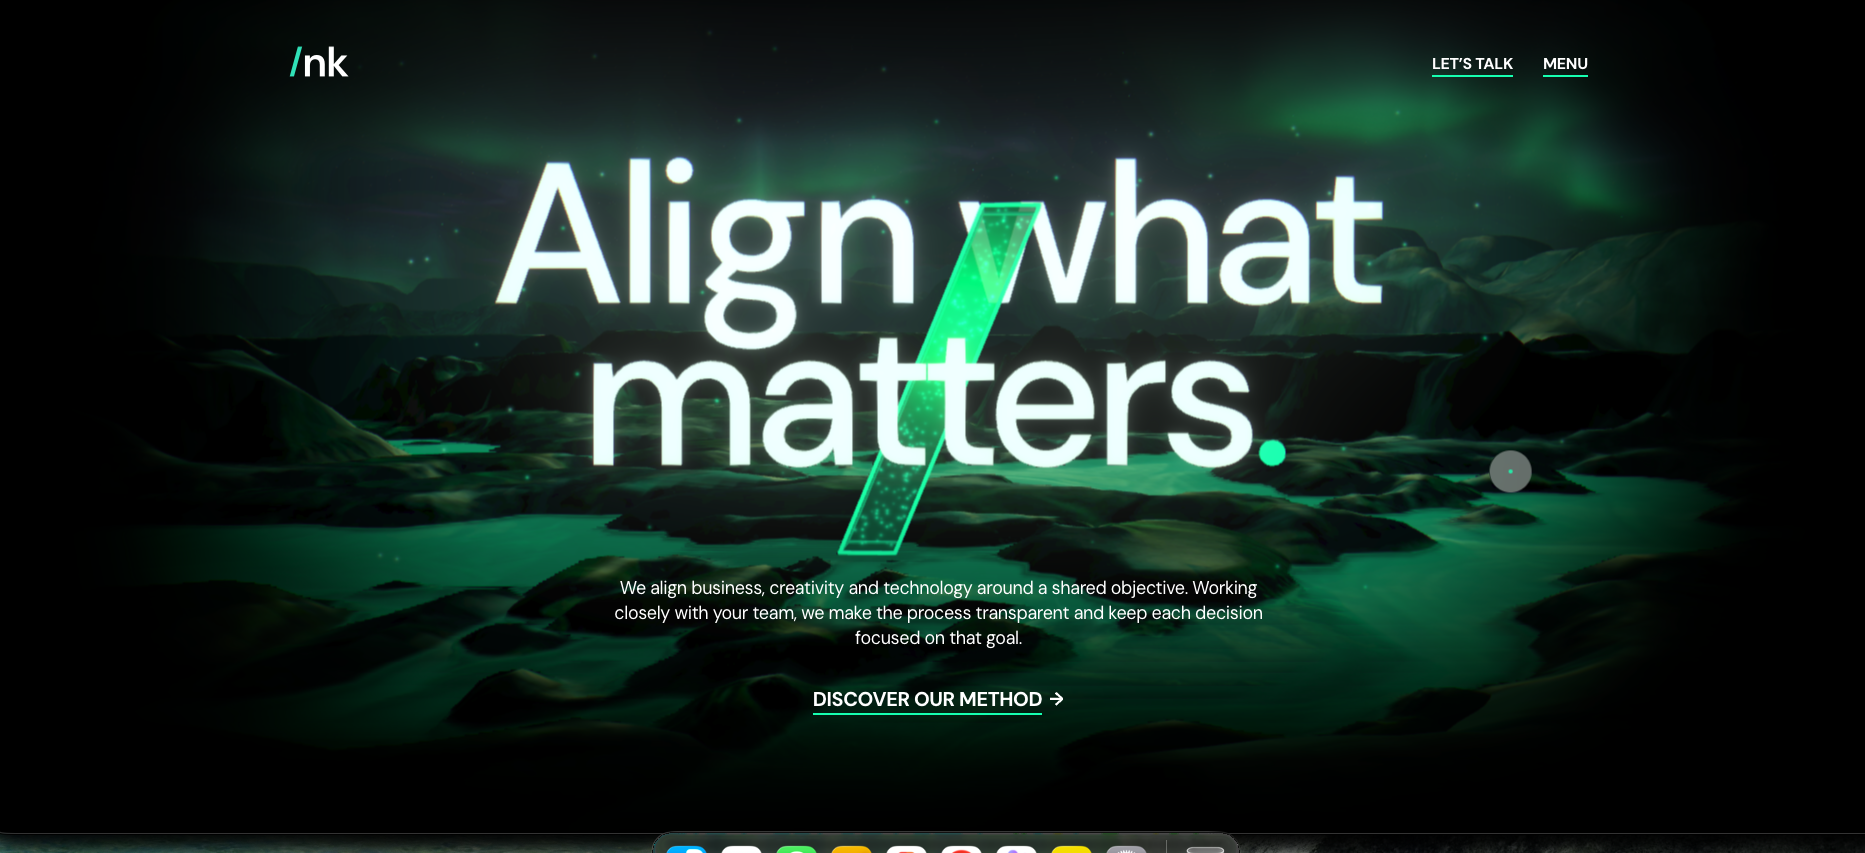 /nk
LET'S TALK
MENU
Align what
matters.
We align business, creativity and technology around a shared objective. Working
closely with your team, we make the process transparent and keep each decision
focused on that goal.
DISCOVER OUR METHOD →